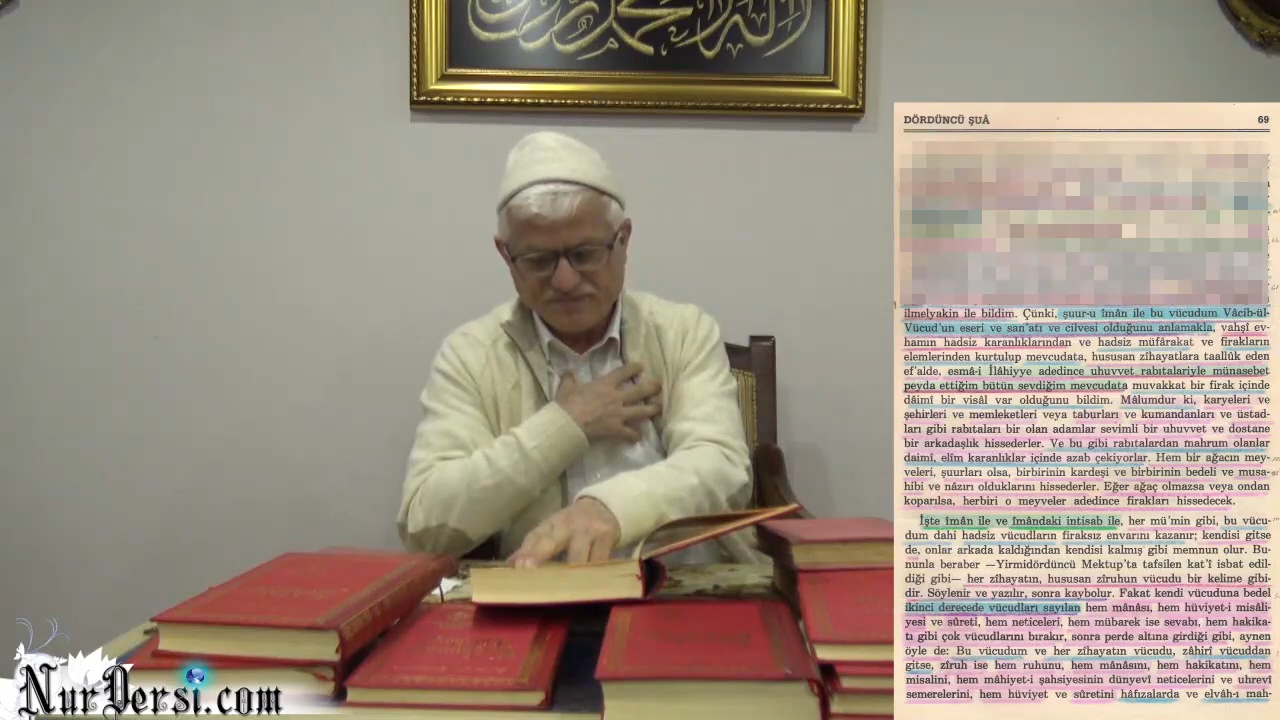 DÖRDÜNCÜ ŞUÂ 69
ilmelyakin ile bildim. Çünki, şuur-u îmân ile bu vücudum Vâcib-ül-
Vücud'un eseri ve san'atı ve cilvesi olduğunu anlamakla, vahşî ev-
hamın hadsiz karanlıklarından ve hadsiz müfârakat ve firakların
elemlerinden kurtulup mevcudata, hususan zîhayatlara taallûk eden
ef'alde, esmâ-i İlâhiyye adedince uhuvvet rabıtalariyle münasebet
peyda ettiğim bütün sevdiğim mevcudata muvakkat bir firak içinde
dâimî bir visâl var olduğunu bildim. Mâlumdur ki, karyeleri ve
şehirleri ve memleketleri veya taburları ve kumandanları ve üstad-
ları gibi rabıtaları bir olan adamlar sevimli bir uhuvvet ve dostane
bir arkadaşlık hissederler. Ve bu gibi rabıtalardan mahrum olanlar
daimî, elîm karanlıklar içinde azab çekiyorlar. Hem bir ağacın mey-
veleri, şuurları olsa, birbirinin kardeşi ve birbirinin bedeli ve musa-
hibi ve nâzırı olduklarını hissederler. Eğer ağaç olmazsa veya ondan
koparılsa, herbiri o meyveler adedince firakları hissedecek.
İşte îmân ile ve îmândaki intisab ile, her mü'min gibi, bu vücu-
dum dahi hadsiz vücudların firaksız envarını kazanır; kendisi gitse
de, onlar arkada kaldığından kendisi kalmış gibi memnun olur. Bu-
nunla beraber —Yirmidördüncü Mektup'ta tafsilen kat'î isbat edil-
diği gibi— her zîhayatın, hususan zîruhun vücudu bir kelime gibi-
dir. Söylenir ve yazılır, sonra kaybolur. Fakat kendi vücuduna bedel
ikinci derecede vücudları sayılan hem mânâsı, hem hüviyet-i misâli-
yesi ve sûreti, hem neticeleri, hem mübarek ise sevabı, hem hakika-
tı gibi çok vücudlarını bırakır, sonra perde altına girdiği gibi, aynen
öyle de: Bu vücudum ve her zîhayatın vücudu, zâhirî vücuddan
gitse, zîruh ise hem ruhunu, hem mânâsını, hem hakikatım, hem
misalini, hem mâhiyet-i şahsiyesinin dünyevî neticelerini ve uhrevî
semerelerini, hem hüviyet ve sûretini hâfızalarda ve elvâh-ı mah-
NurDersi.com